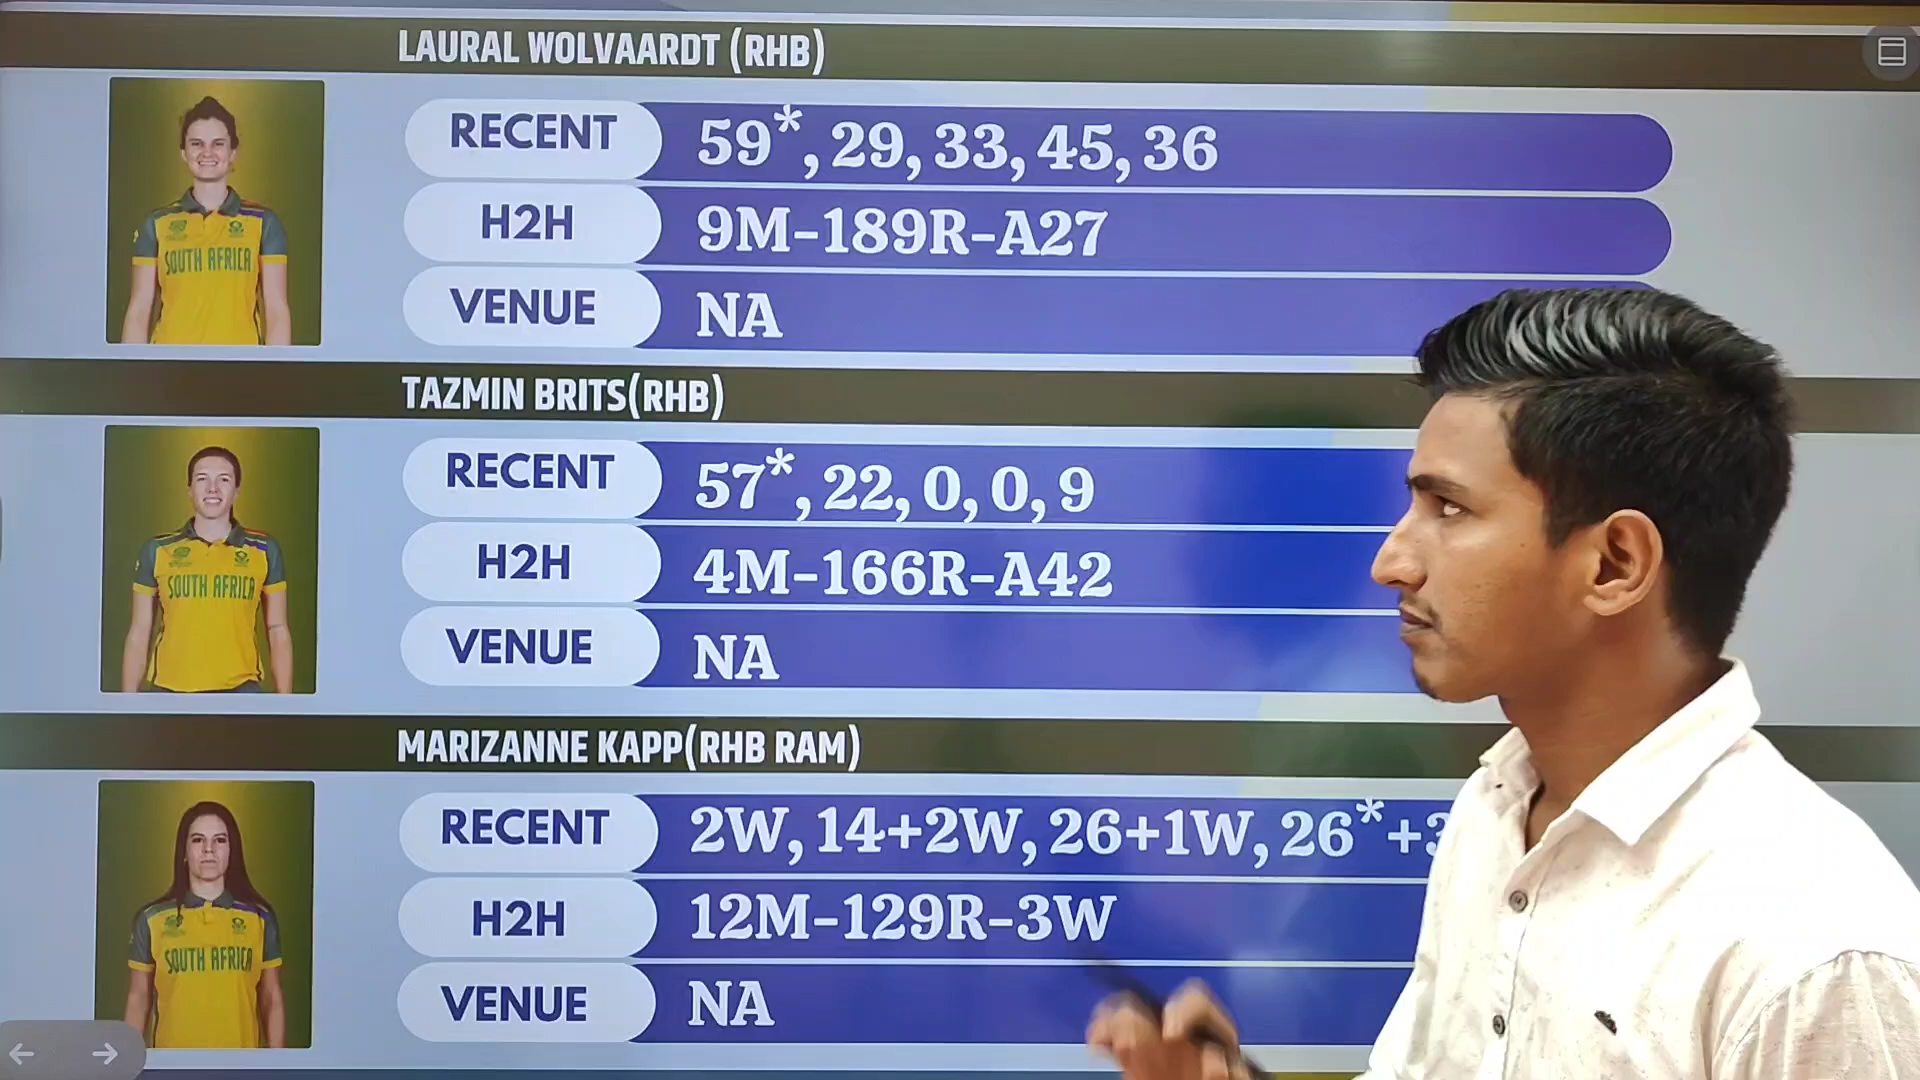 LAURAL WOLVAARDT (RHB)
RECENT 59*, 29, 33, 45, 36
SOUTH AFRICA
H2H 9M-189R-A27
VENUE NA
TAZMIN BRITS(RHB)
RECENT 57*, 22, 0, 0, 9
SOUTH AFRICA
H2H 4M-166R-A42
VENUE NA
MARIZANNE KAPP(RHB RAM)
RECENT 2W, 14+2W, 26+1W, 26*+
SOUTH AFRICA
H2H 12M-129R-3W
VENUE NA